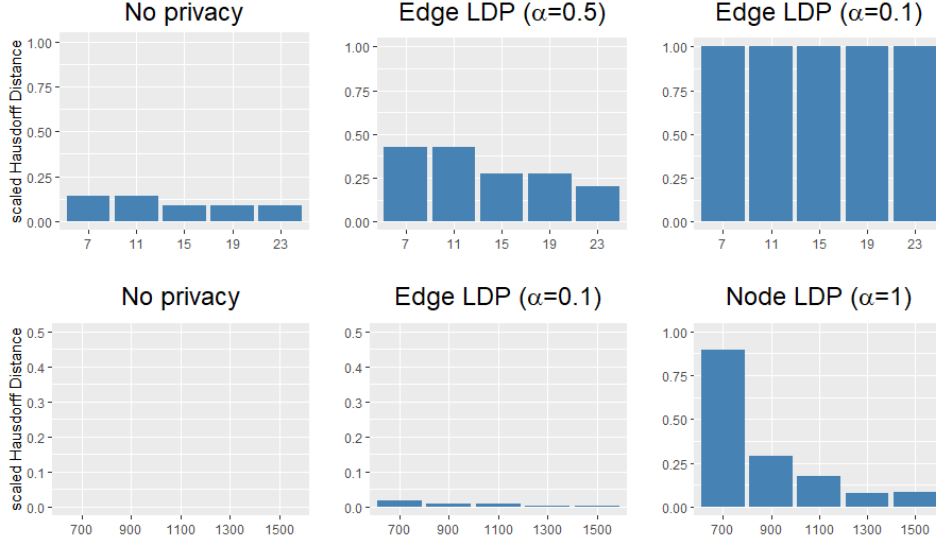 No privacy
Edge LDP (α=0.5)
Edge LDP (α=0.1)
scaled Hausdorff Distance
1.00
0.75
0.50
0.25
0.00
7 11 15 19 23
1.00
0.75
0.50
0.25
0.00
7 11 15 19 23
1.00
0.75
0.50
0.25
0.00
7 11 15 19 23
No privacy
Edge LDP (α=0.1)
Node LDP (α=1)
scaled Hausdorff Distance
0.5
0.4
0.3
0.2
0.1
0.0
700 900 1100 1300 1500
0.5
0.4
0.3
0.2
0.1
0.0
700 900 1100 1300 1500
1.00
0.75
0.50
0.25
0.00
700 900 1100 1300 1500